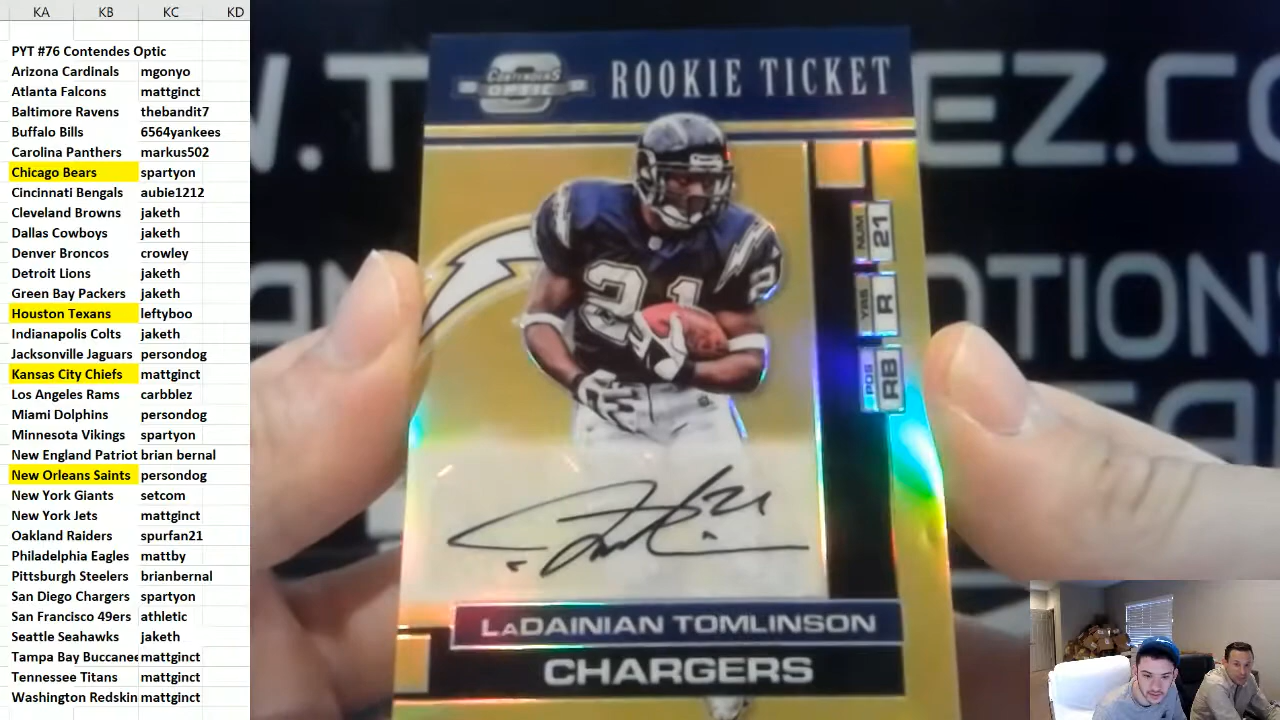 KA KB KC KD
PYT #76 Contendes Optic
Arizona Cardinals mgonyo
Atlanta Falcons mattginct
Baltimore Ravens thebandit7
Buffalo Bills 6564yankees
Carolina Panthers markus502
Chicago Bears spartyon
Cincinnati Bengals aubie1212
Cleveland Browns jaketh
Dallas Cowboys jaketh
Denver Broncos crowley
Detroit Lions jaketh
Green Bay Packers jaketh
Houston Texans leftyboo
Indianapolis Colts jaketh
Jacksonville Jaguars persondog
Kansas City Chiefs mattginct
Los Angeles Rams carbblez
Miami Dolphins persondog
Minnesota Vikings spartyon
New England Patriot brian bernal
New Orleans Saints persondog
New York Giants setcom
New York Jets mattginct
Oakland Raiders spurfan21
Philadelphia Eagles mattby
Pittsburgh Steelers brianbernal
San Diego Chargers spartyon
San Francisco 49ers athletic
Seattle Seahawks jaketh
Tampa Bay Buccanee mattginct
Tennessee Titans mattginct
Washington Redskin mattginct
CONTENDERS
OPTIC
ROOKIE TICKET
NUM 21
YRS R
POS RB
21
21
LADAINIAN TOMLINSON
CHARGERS
W.T
EZ.C
OTION